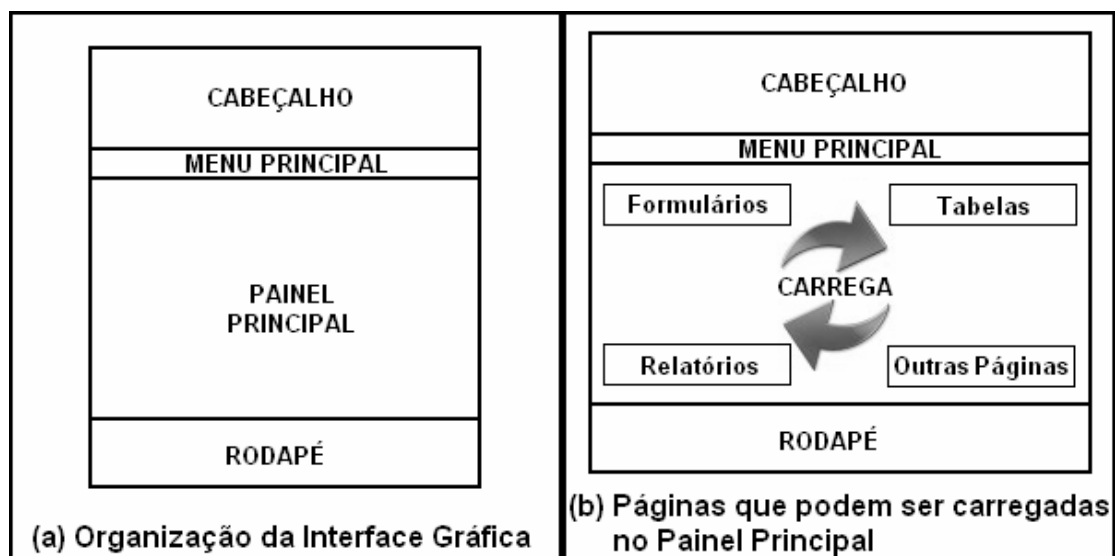 CABEÇALHO
MENU PRINCIPAL
PAINEL
PRINCIPAL
RODAPÉ
(a) Organização da Interface Gráfica
CABEÇALHO
MENU PRINCIPAL
Formulários
Tabelas
CARREGA
Relatórios
Outras Páginas
RODAPÉ
(b) Páginas que podem ser carregadas
no Painel Principal